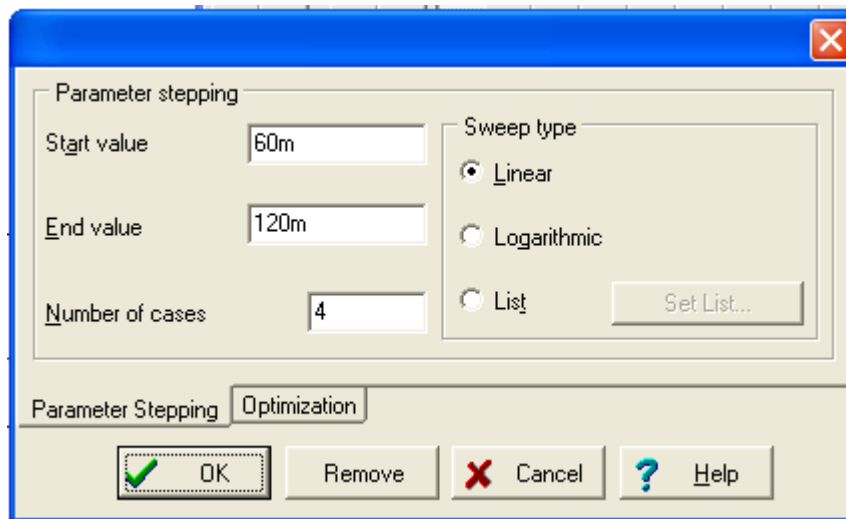 Parameter stepping
Start value
60m
End value
120m
Number of cases
4
Sweep type
Linear
Logarithmic
List
Set List...
Parameter Stepping
Optimization
OK
Remove
Cancel
? Help